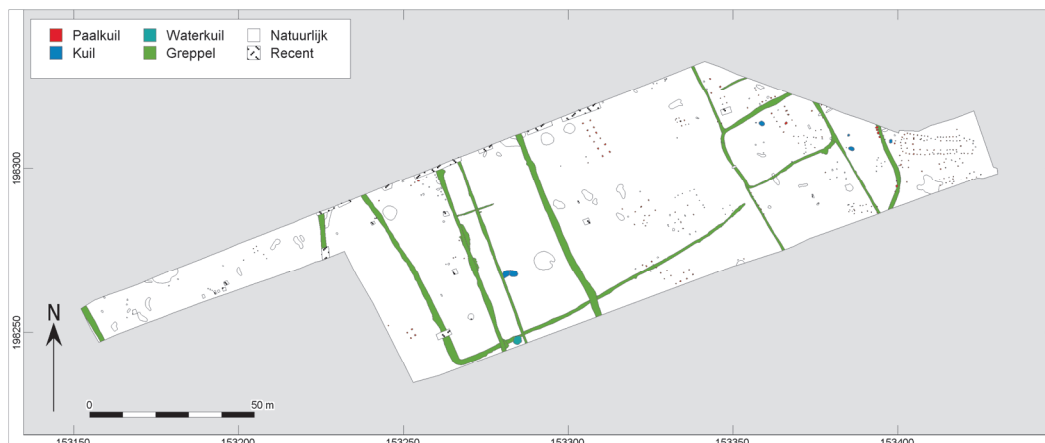 Paalkuil Waterkuil Natuurlijk
Kuil Greppel Recent
198300
198250
N
0 50 m
153150 153200 153250 153300 153350 153400